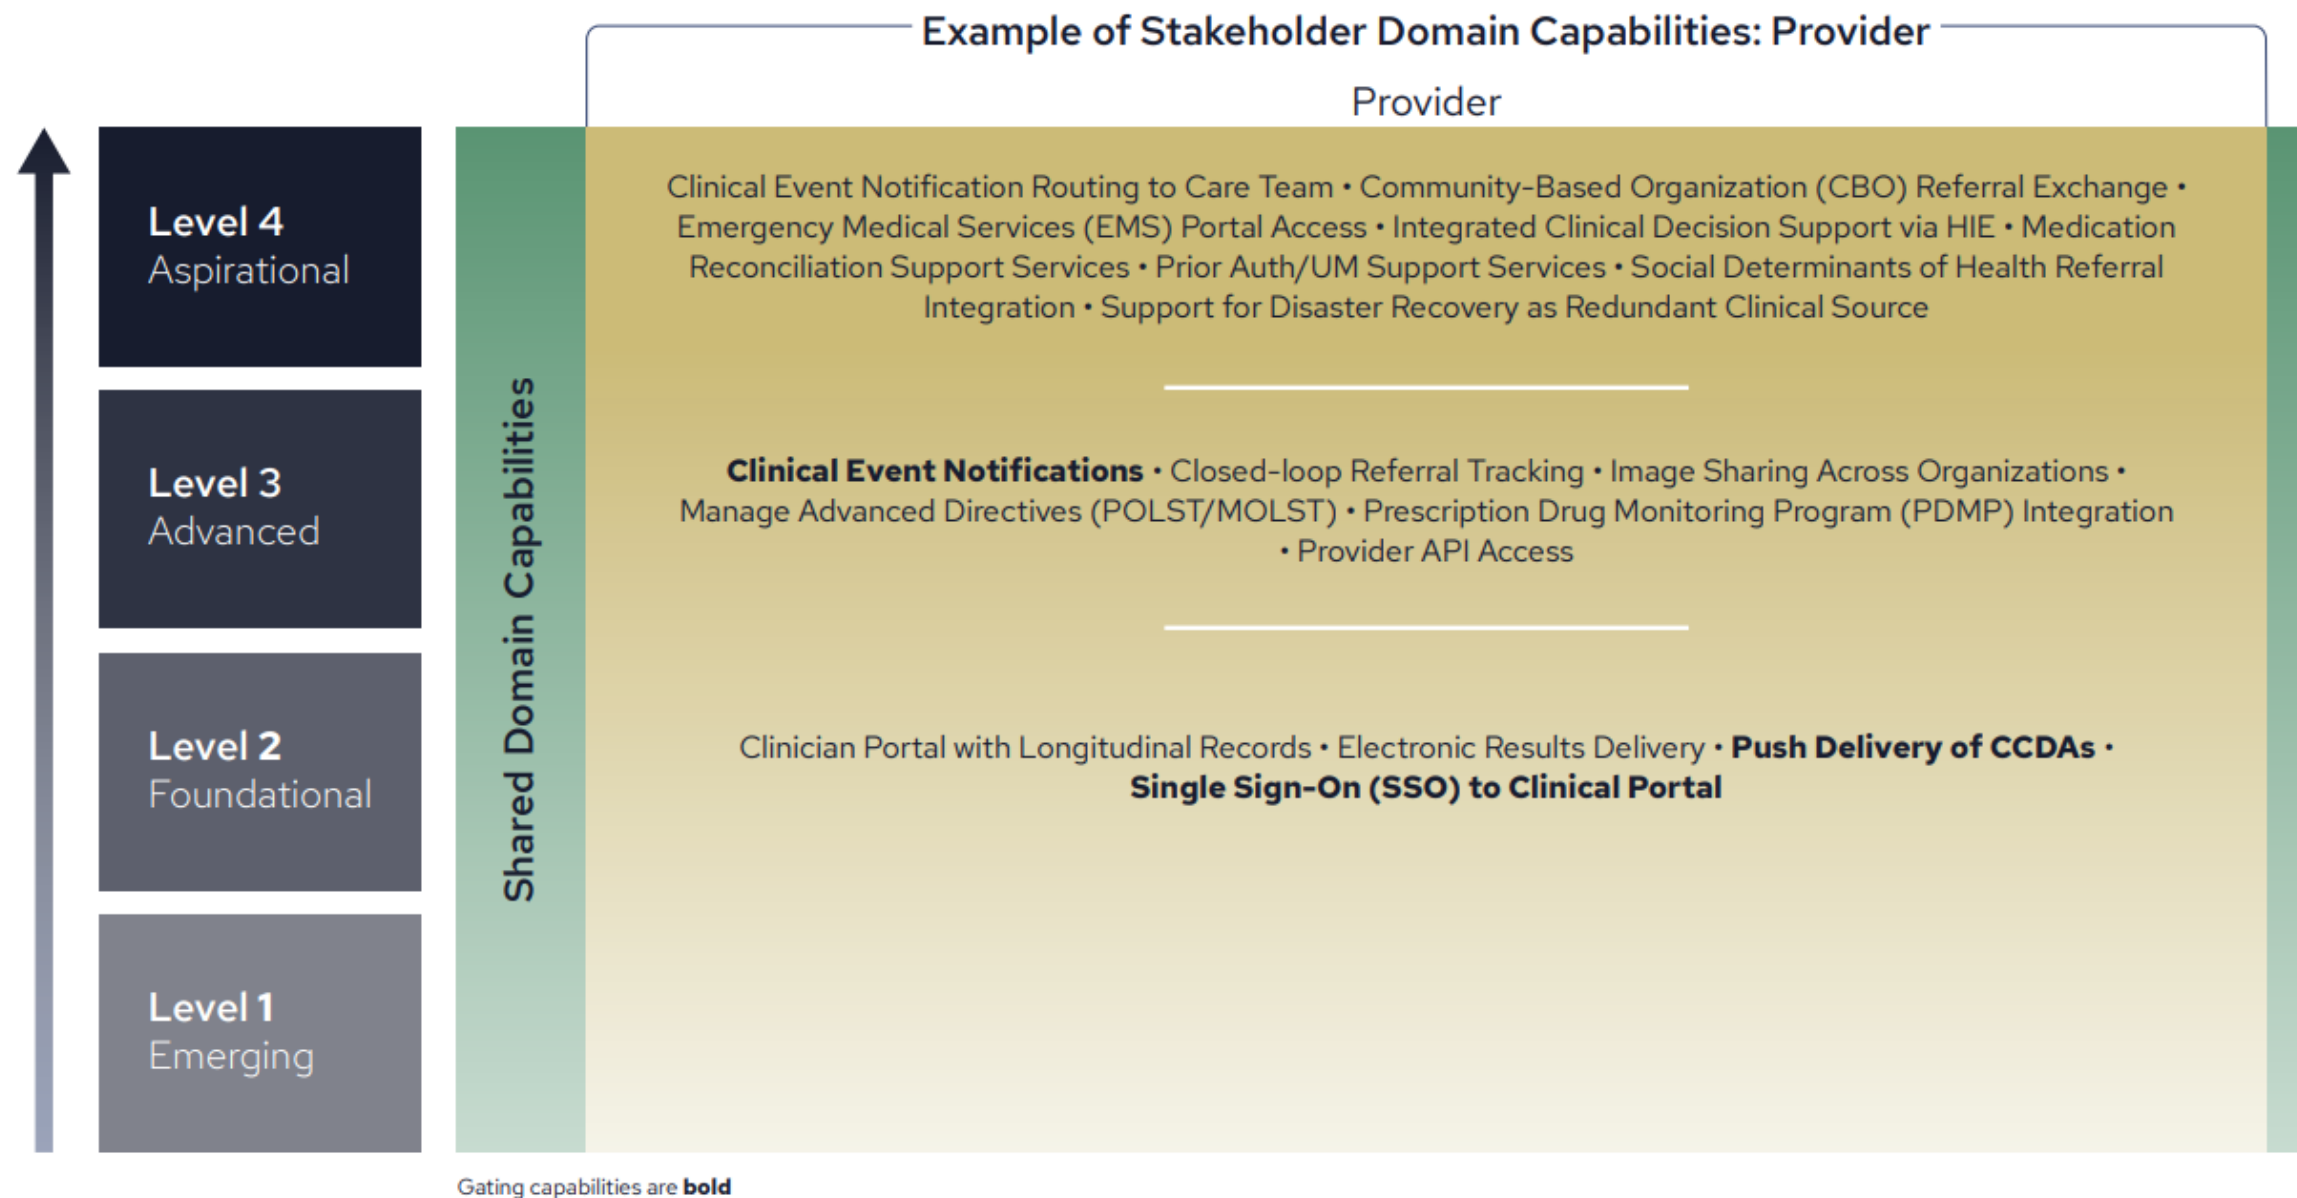 Example of Stakeholder Domain Capabilities: Provider
Provider
Level 4
Aspirational
Clinical Event Notification Routing to Care Team • Community-Based Organization (CBO) Referral Exchange •
Emergency Medical Services (EMS) Portal Access • Integrated Clinical Decision Support via HIE • Medication
Reconciliation Support Services • Prior Auth/UM Support Services • Social Determinants of Health Referral
Integration • Support for Disaster Recovery as Redundant Clinical Source
Level 3
Advanced
Clinical Event Notifications • Closed-loop Referral Tracking • Image Sharing Across Organizations •
Manage Advanced Directives (POLST/MOLST) • Prescription Drug Monitoring Program (PDMP) Integration
• Provider API Access
Level 2
Foundational
Clinician Portal with Longitudinal Records • Electronic Results Delivery • Push Delivery of CCDAs •
Single Sign-On (SSO) to Clinical Portal
Level 1
Emerging
Shared Domain Capabilities
Gating capabilities are bold